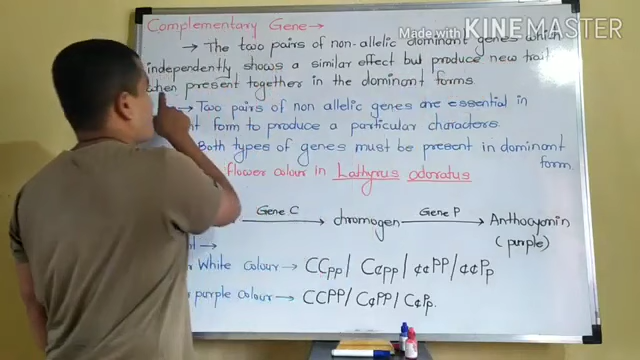 Made with KINEMASTER
Complementary Gene →
→ The two pairs of non-allelic dominant genes which
independently shows a similar effect but produce new trait
when present together in the dominant forms.
→ Two pairs of non allelic genes are essential in
form to produce a particular characters.
Both types of genes must be present in dominant
form
flower colour in Lathyrus odoratus
Gene C → chromogen Gene P → Anthocyanin
(purple)
→
White colour → CCpp / Ccpp / ccPP / ccPp
purple colour → CCPP / CcPP / CcPp.